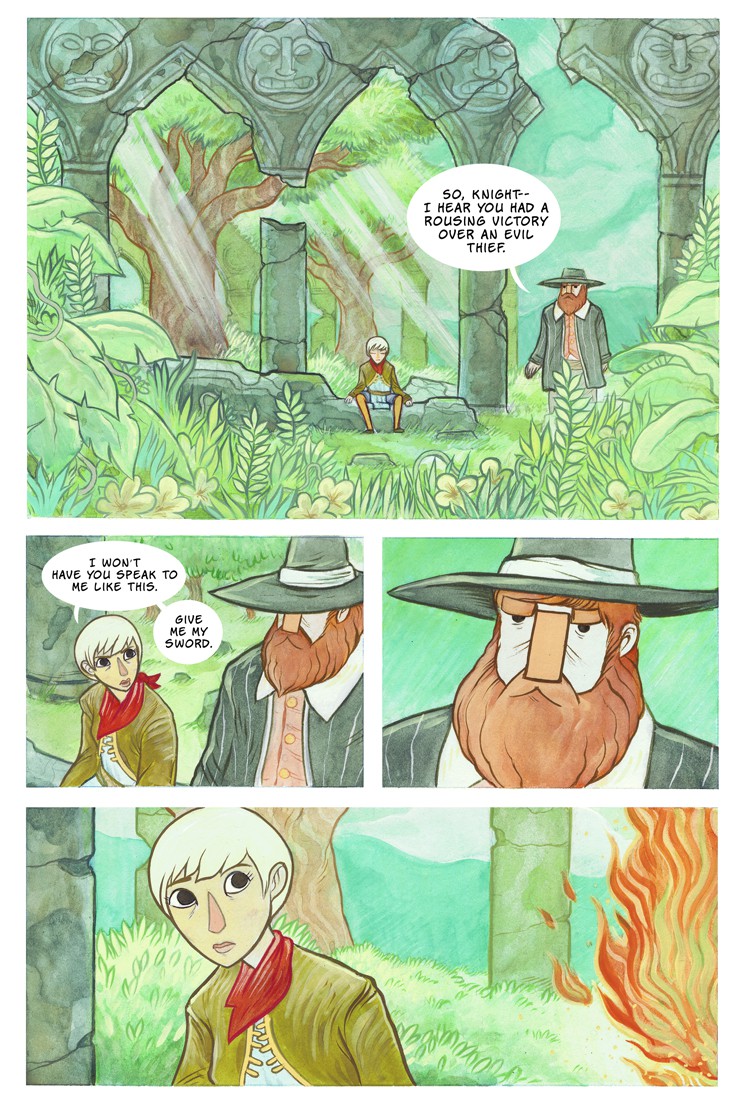 SO, KNIGHT--
I HEAR YOU HAD A
ROUSING VICTORY
OVER AN EVIL
THIEF.
I WON'T
HAVE YOU SPEAK TO
ME LIKE THIS.
GIVE
ME MY
SWORD.